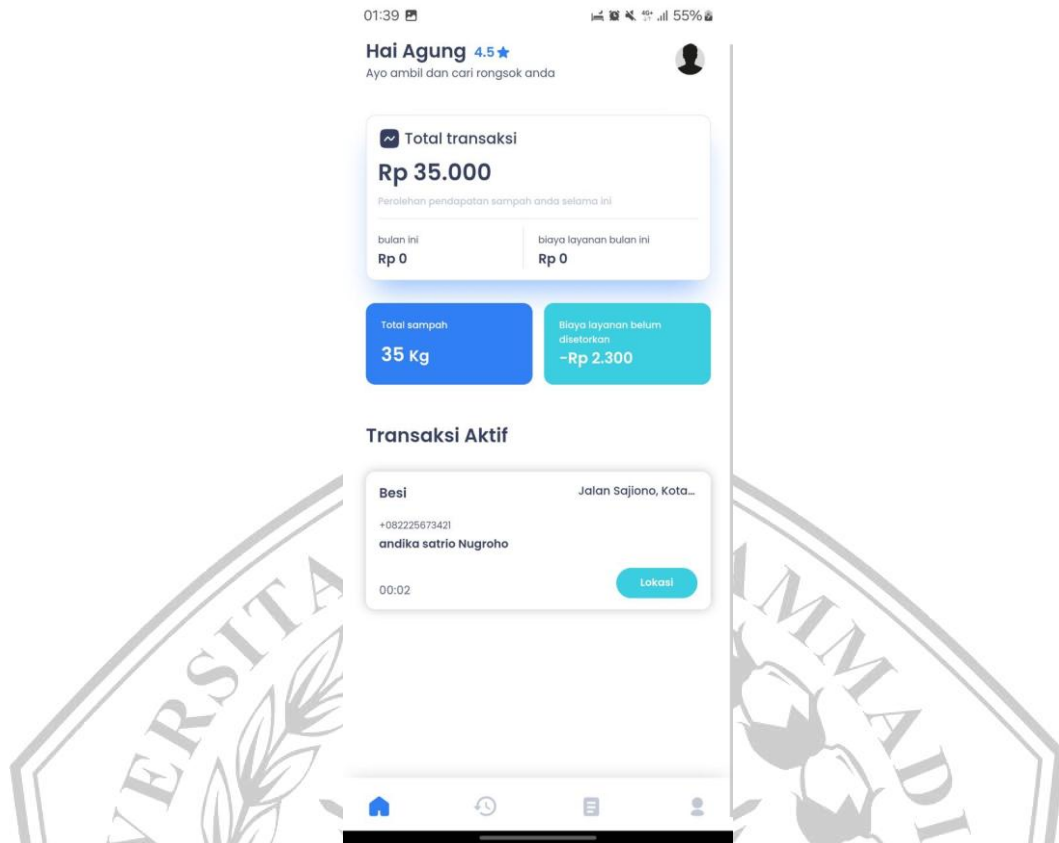 01:39
4G+
55%
Hai Agung 4.5
Ayo ambil dan cari rongsok anda
Total transaksi
Rp 35.000
Perolehan pendapatan sampah anda selama ini
bulan ini
Rp 0
biaya layanan bulan ini
Rp 0
Total sampah
35 Kg
Biaya layanan belum
disetorkan
-Rp 2.300
Transaksi Aktif
Besi
Jalan Sajiono, Kota...
+082225673421
andika satrio Nugroho
00:02
Lokasi
VERSITA
AMMADI